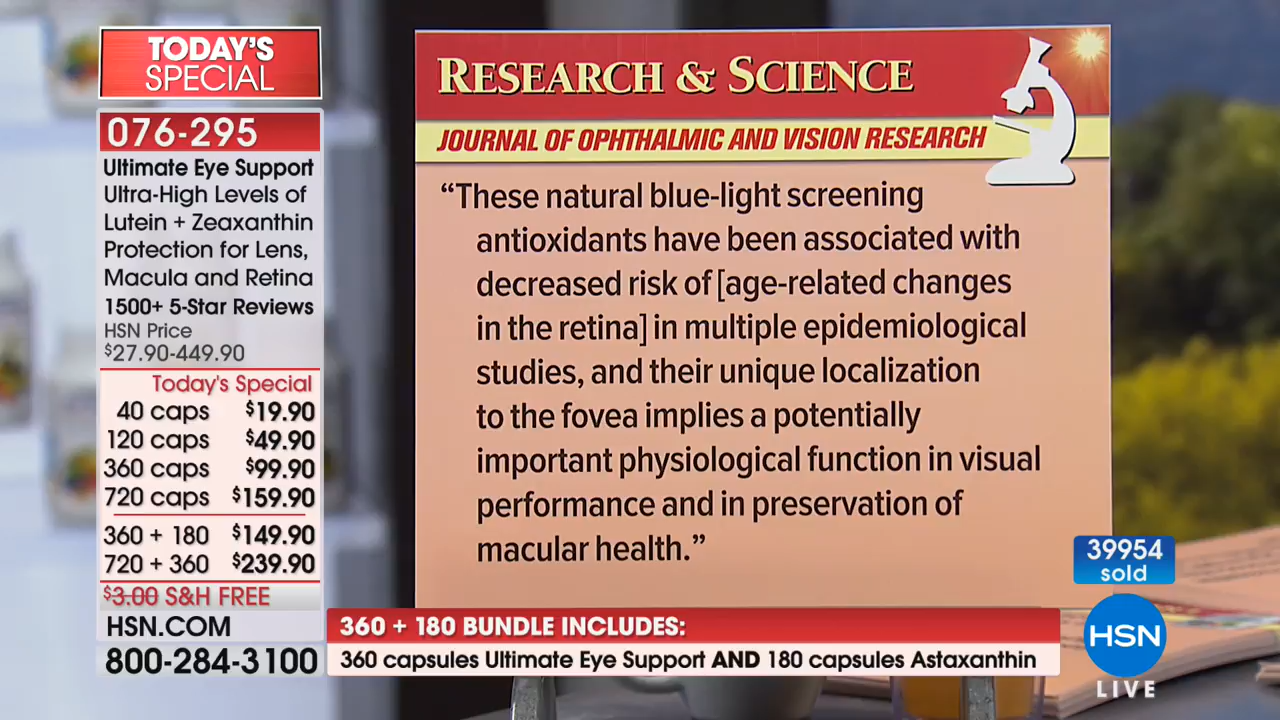 TODAY'S
SPECIAL
076-295
Ultimate Eye Support
Ultra-High Levels of
Lutein + Zeaxanthin
Protection for Lens,
Macula and Retina
1500+ 5-Star Reviews
HSN Price
$27.90-449.90
Today's Special
40 caps $19.90
120 caps $49.90
360 caps $99.90
720 caps $159.90
360 + 180 $149.90
720 + 360 $239.90
$3.00 S&H FREE
HSN.COM
800-284-3100
RESEARCH & SCIENCE
JOURNAL OF OPHTHALMIC AND VISION RESEARCH
“These natural blue-light screening
antioxidants have been associated with
decreased risk of [age-related changes
in the retina] in multiple epidemiological
studies, and their unique localization
to the fovea implies a potentially
important physiological function in visual
performance and in preservation of
macular health.”
39954
sold
360 + 180 BUNDLE INCLUDES:
360 capsules Ultimate Eye Support AND 180 capsules Astaxanthin
HSN
LIVE